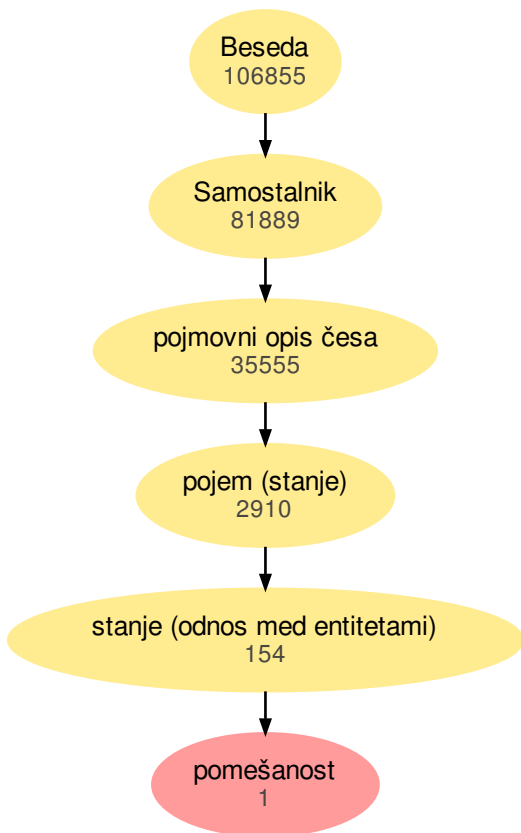 Beseda
106855
Samostalnik
81889
pojmovni opis česa
35555
pojem (stanje)
2910
stanje (odnos med entitetami)
154
pomešanost
1